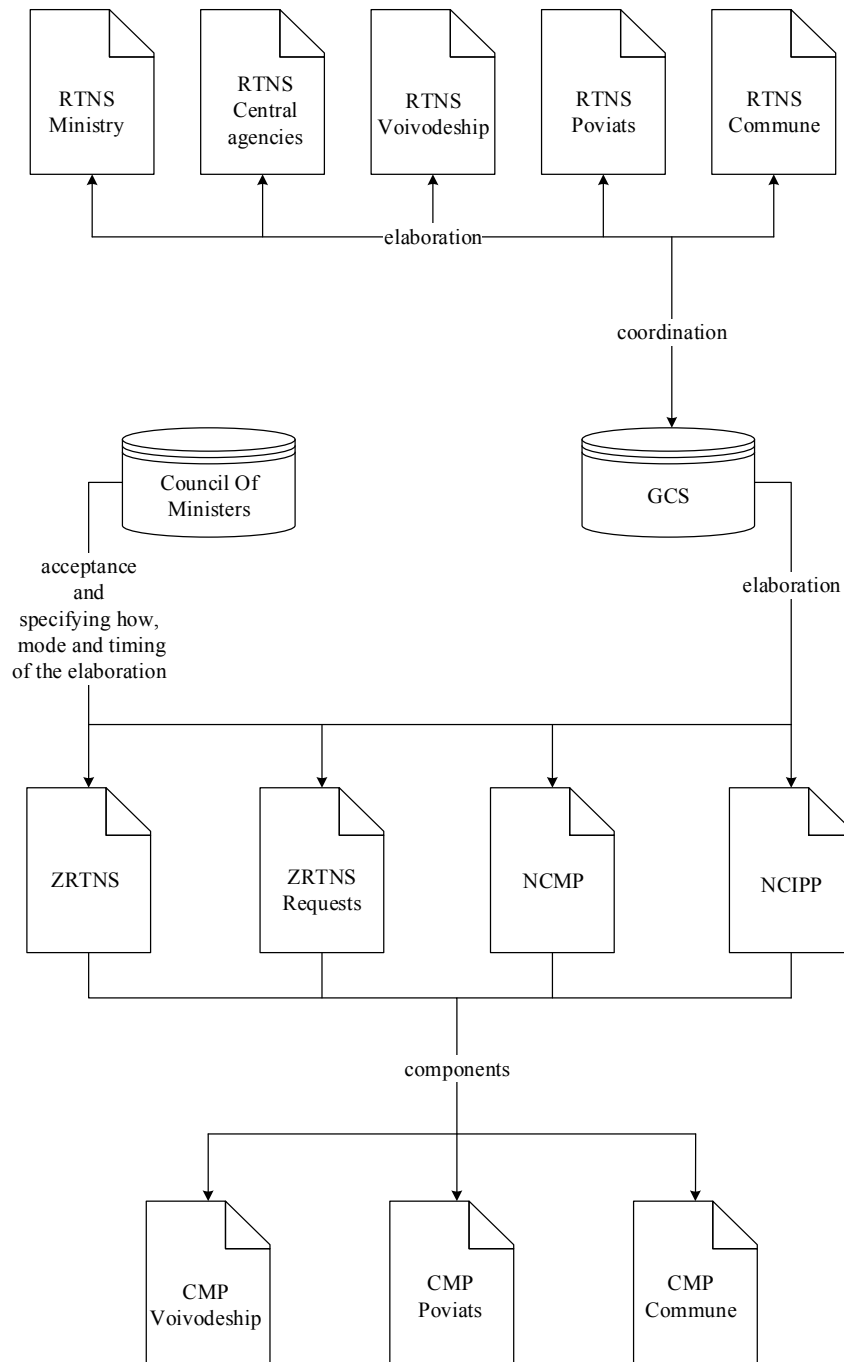 RTNS
Ministry
RTNS
Central
agencies
RTNS
Voivodeship
RTNS
Poviats
RTNS
Commune
elaboration
coordination
Council Of
Ministers
GCS
acceptance
and
specifying how,
mode and timing
of the elaboration
elaboration
ZRTNS
ZRTNS
Requests
NCMP
NCIPP
components
CMP
Voivodeship
CMP
Poviats
CMP
Commune